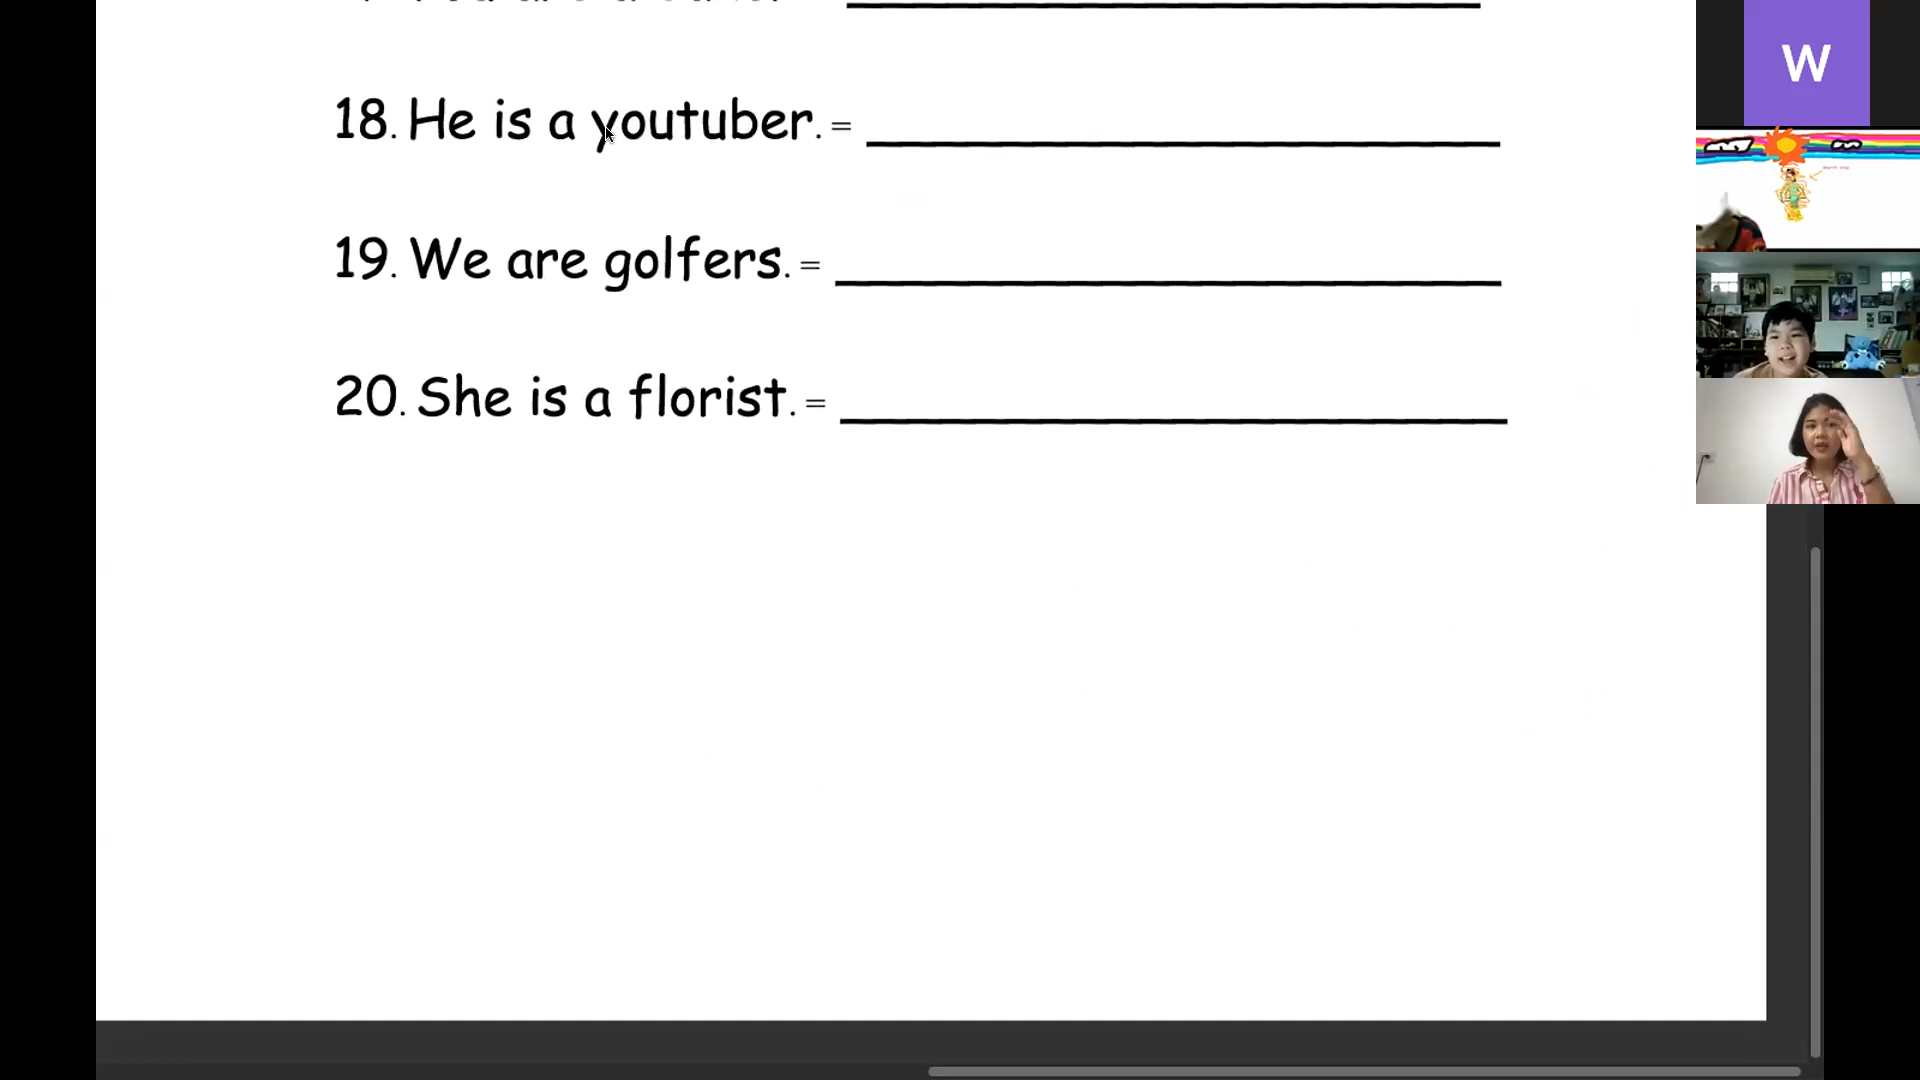 18. He is a youtuber. =
19. We are golfers. =
20. She is a florist. =
W